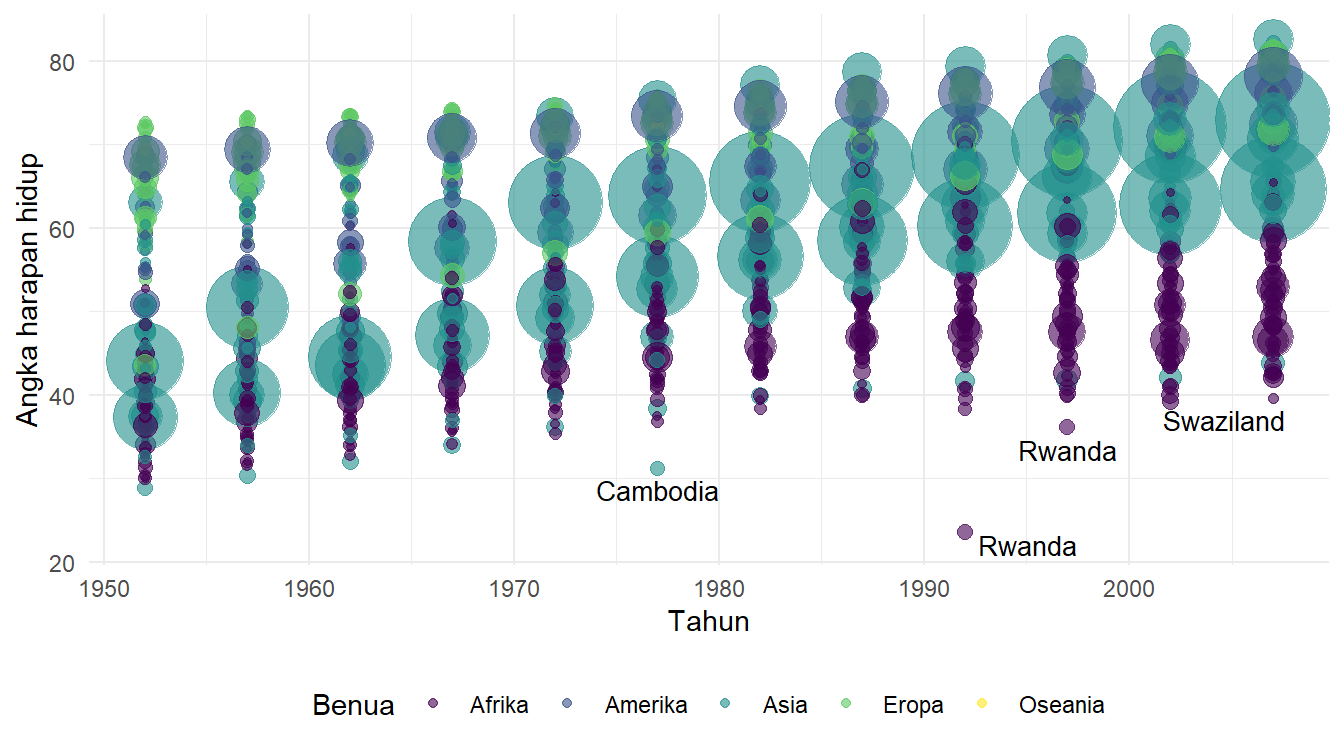 Angka harapan hidup
80
60
40
20
Cambodia
Rwanda
Rwanda
Swaziland
1950 1960 1970 1980 1990 2000
Tahun
Benua Afrika Amerika Asia Eropa Oseania